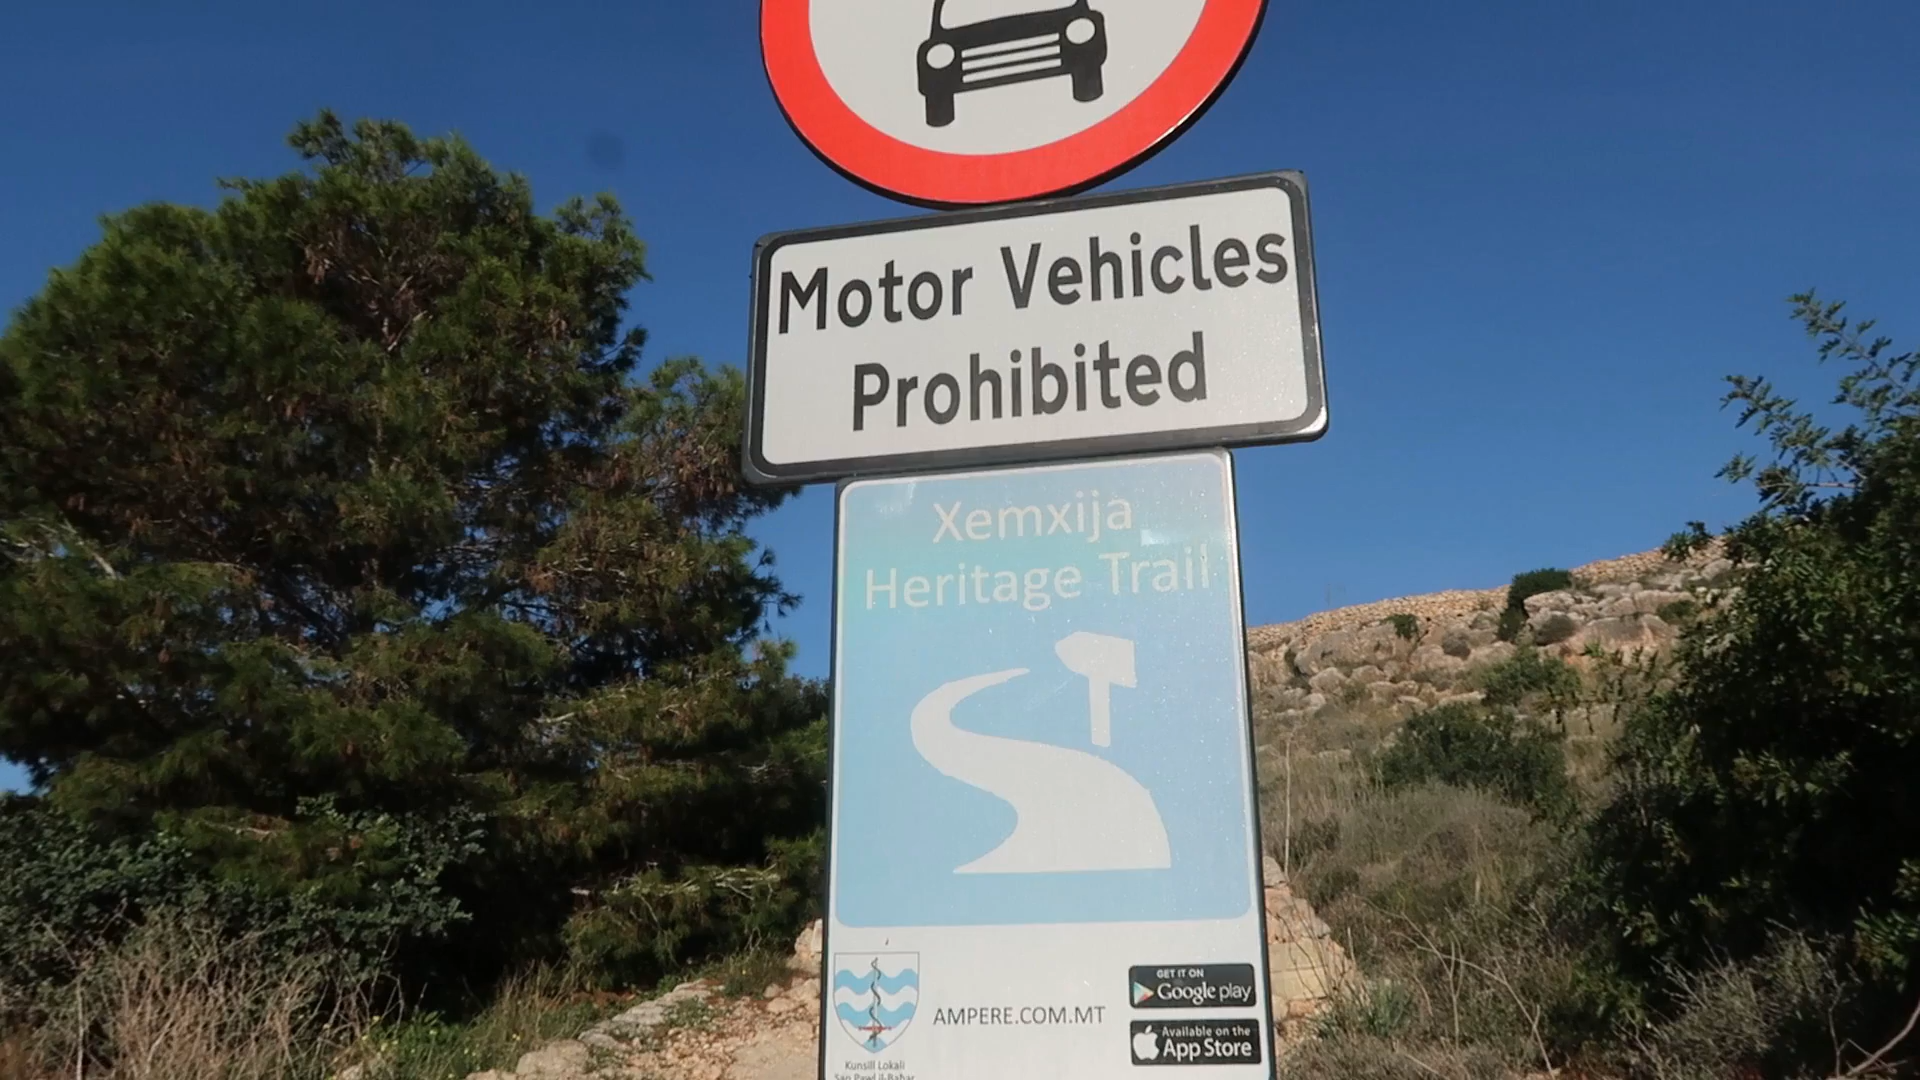 Motor Vehicles
Prohibited
Xemxija
Heritage Trail
Kunsill Lokali
San Pawl il-Baħar
AMPERE.COM.MT
GET IT ON
Google play
Available on the
App Store